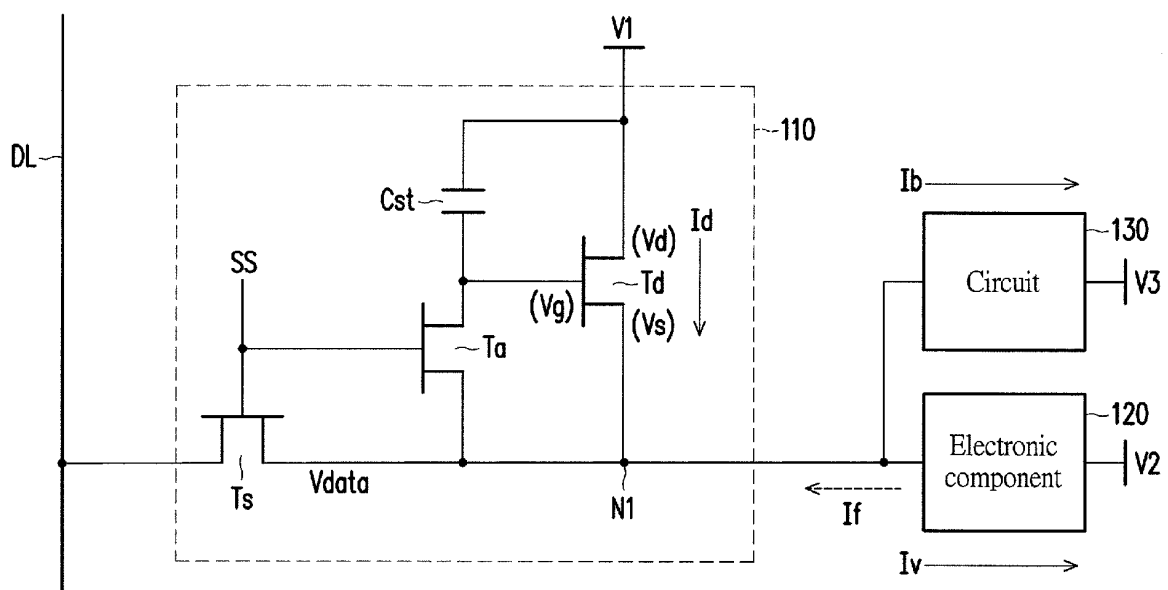 V1
110
DL
Cst
Ib
130
Id
(Vd)
SS
Circuit
V3
Td
(Vg)
(Vs)
Ta
120
Electronic
component
V2
Vdata
Ts
N1
If
Iv